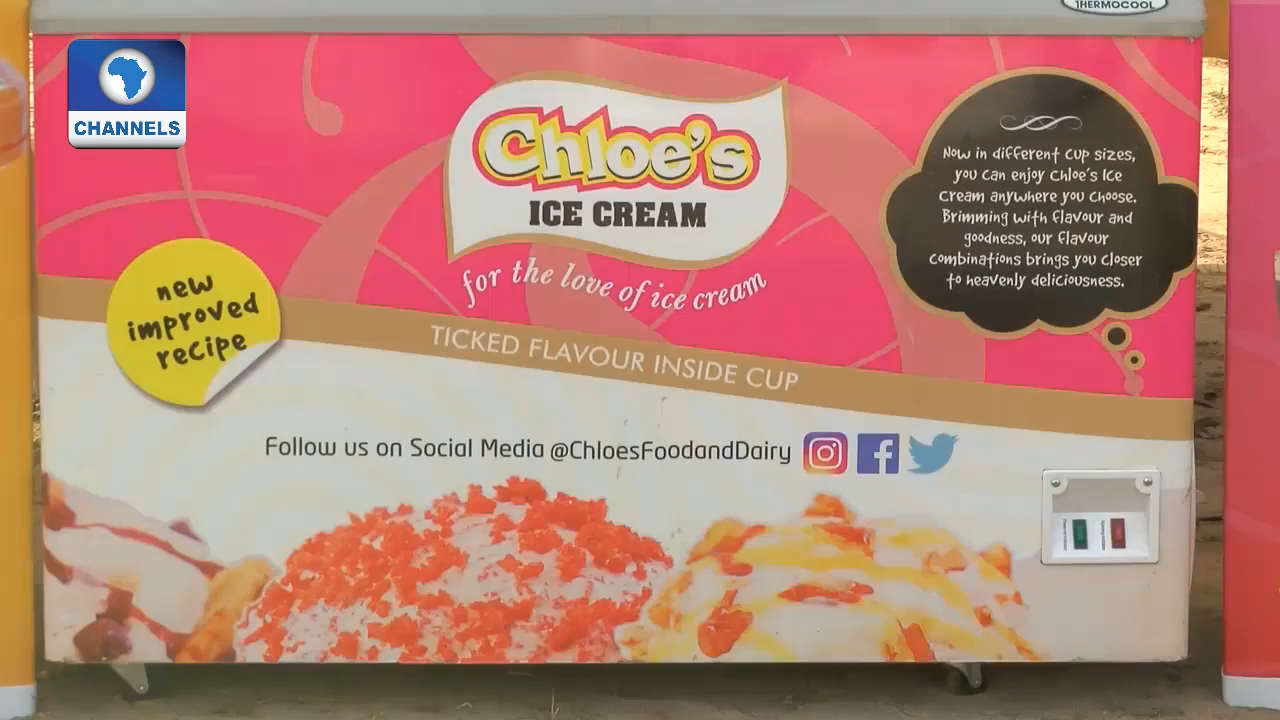 THERMOCOOL
CHANNELS
Chloe's
ICE CREAM
for the love of ice cream
Now in different cup sizes,
you can enjoy Chloe's Ice
Cream anywhere you choose.
Brimming with flavour and
goodness, our flavour
combinations brings you closer
to heavenly deliciousness.
new
improved
recipe
TICKED FLAVOUR INSIDE CUP
Follow us on Social Media @ChloesFoodandDairy